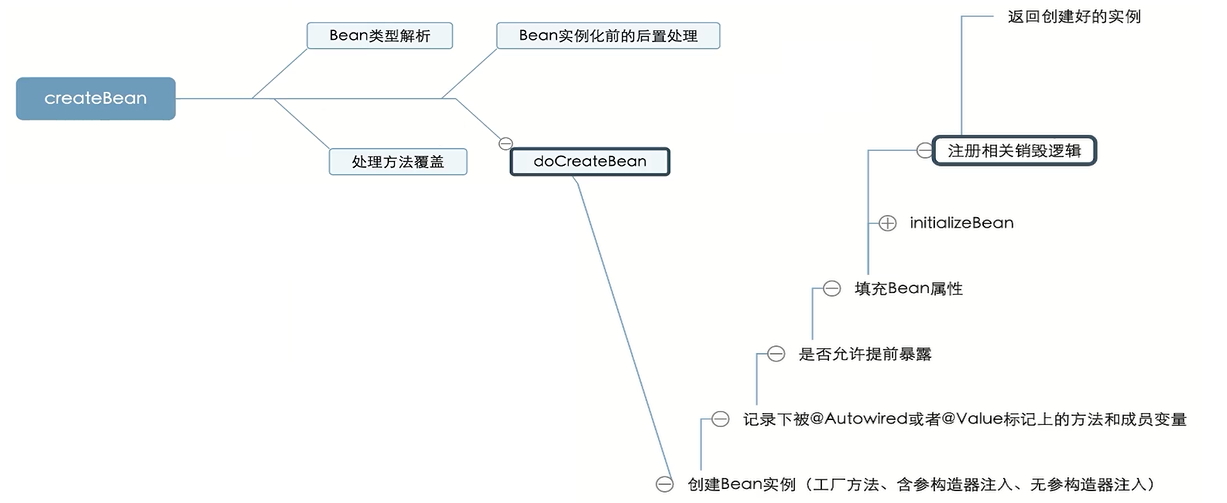 createBean
Bean类型解析
处理方法覆盖
Bean实例化前的后置处理
doCreateBean
创建Bean实例（工厂方法、含参构造器注入、无参构造器注入）
记录下被@Autowired或者@Value标记上的方法和成员变量
是否允许提前暴露
填充Bean属性
initializeBean
注册相关销毁逻辑
返回创建好的实例